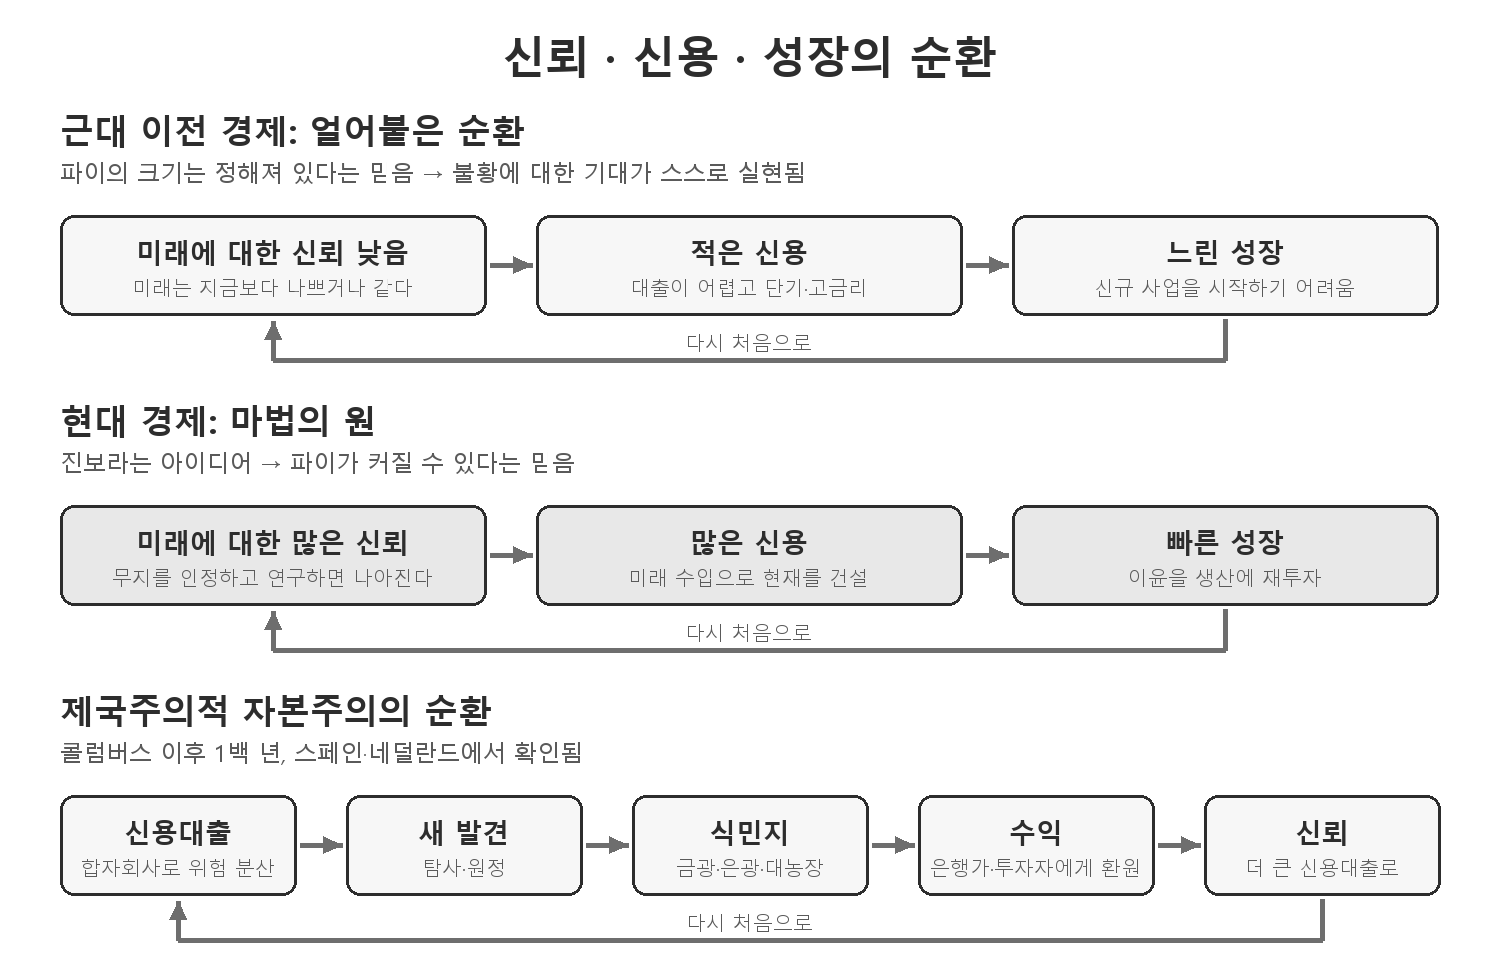 신뢰 · 신용 · 성장의 순환
근대 이전 경제: 얼어붙은 순환
파이의 크기는 정해져 있다는 믿음 → 불황에 대한 기대가 스스로 실현됨
미래에 대한 신뢰 낮음
미래는 지금보다 나쁘거나 같다
적은 신용
대출이 어렵고 단기·고금리
느린 성장
신규 사업을 시작하기 어려움
다시 처음으로
현대 경제: 마법의 원
진보라는 아이디어 → 파이가 커질 수 있다는 믿음
미래에 대한 많은 신뢰
무지를 인정하고 연구하면 나아진다
많은 신용
미래 수입으로 현재를 건설
빠른 성장
이윤을 생산에 재투자
다시 처음으로
제국주의적 자본주의의 순환
콜럼버스 이후 1백 년, 스페인·네덜란드에서 확인됨
신용대출
합자회사로 위험 분산
새 발견
탐사·원정
식민지
금광·은광·대농장
수익
은행가·투자자에게 환원
신뢰
더 큰 신용대출로
다시 처음으로